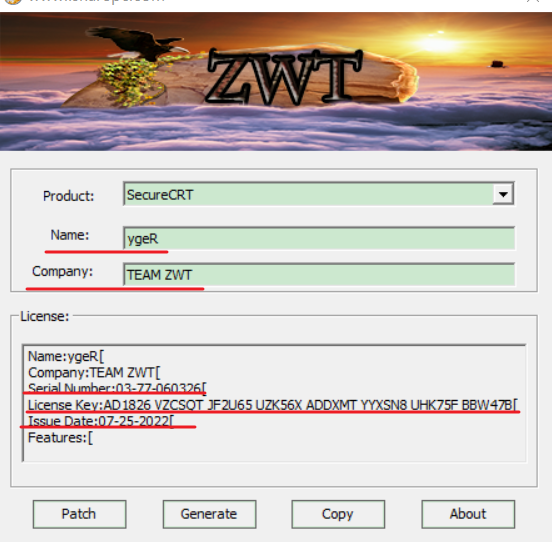 ZWT
Product: SecureCRT
Name: ygeR
Company: TEAM ZWT
License:
Name:ygeR[
Company:TEAM ZWT[
Serial Number:03-77-060326[
License Key:AD1826 VZCSQT JF2U65 UZK56X ADDXMT YYXSN8 UHK75F BBW47B[
Issue Date:07-25-2022[
Features:[
Patch Generate Copy About